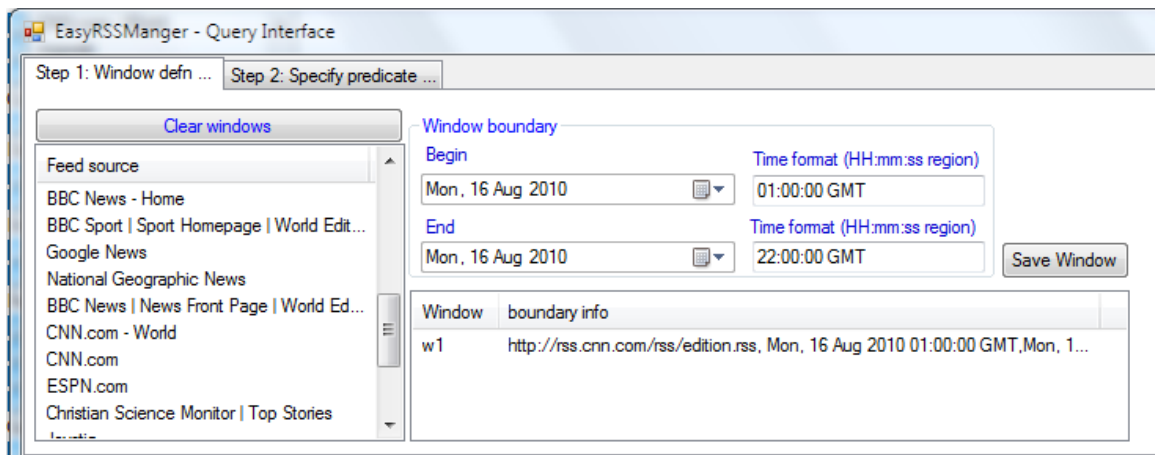 EasyRSSManger - Query Interface
Step 1: Window defn ...
Step 2: Specify predicate ...
Clear windows
Feed source
BBC News - Home
BBC Sport | Sport Homepage | World Edit...
Google News
National Geographic News
BBC News | News Front Page | World Ed...
CNN.com - World
CNN.com
ESPN.com
Christian Science Monitor | Top Stories
Window boundary
Begin
Time format (HH:mm:ss region)
Mon, 16 Aug 2010
01:00:00 GMT
End
Time format (HH:mm:ss region)
Mon, 16 Aug 2010
22:00:00 GMT
Save Window
Window boundary info
w1 http://rss.cnn.com/rss/edition.rss, Mon, 16 Aug 2010 01:00:00 GMT,Mon, 1...